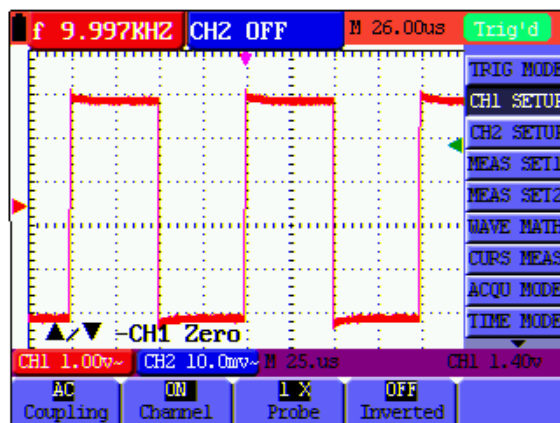 f 9.997KHZ CH2 OFF M 26.00us Trig'd
TRIG MODE
CH1 SETUP
CH2 SETUP
MEAS SET1
MEAS SET2
WAVE MATH
CURS MEAS
ACQU MODE
TIME MODE
▲/▼ -CH1 Zero
CH1 1.00v~ CH2 10.0mv~ M 25.us CH1 1.40v
AC ON 1 X OFF
Coupling Channel Probe Inverted